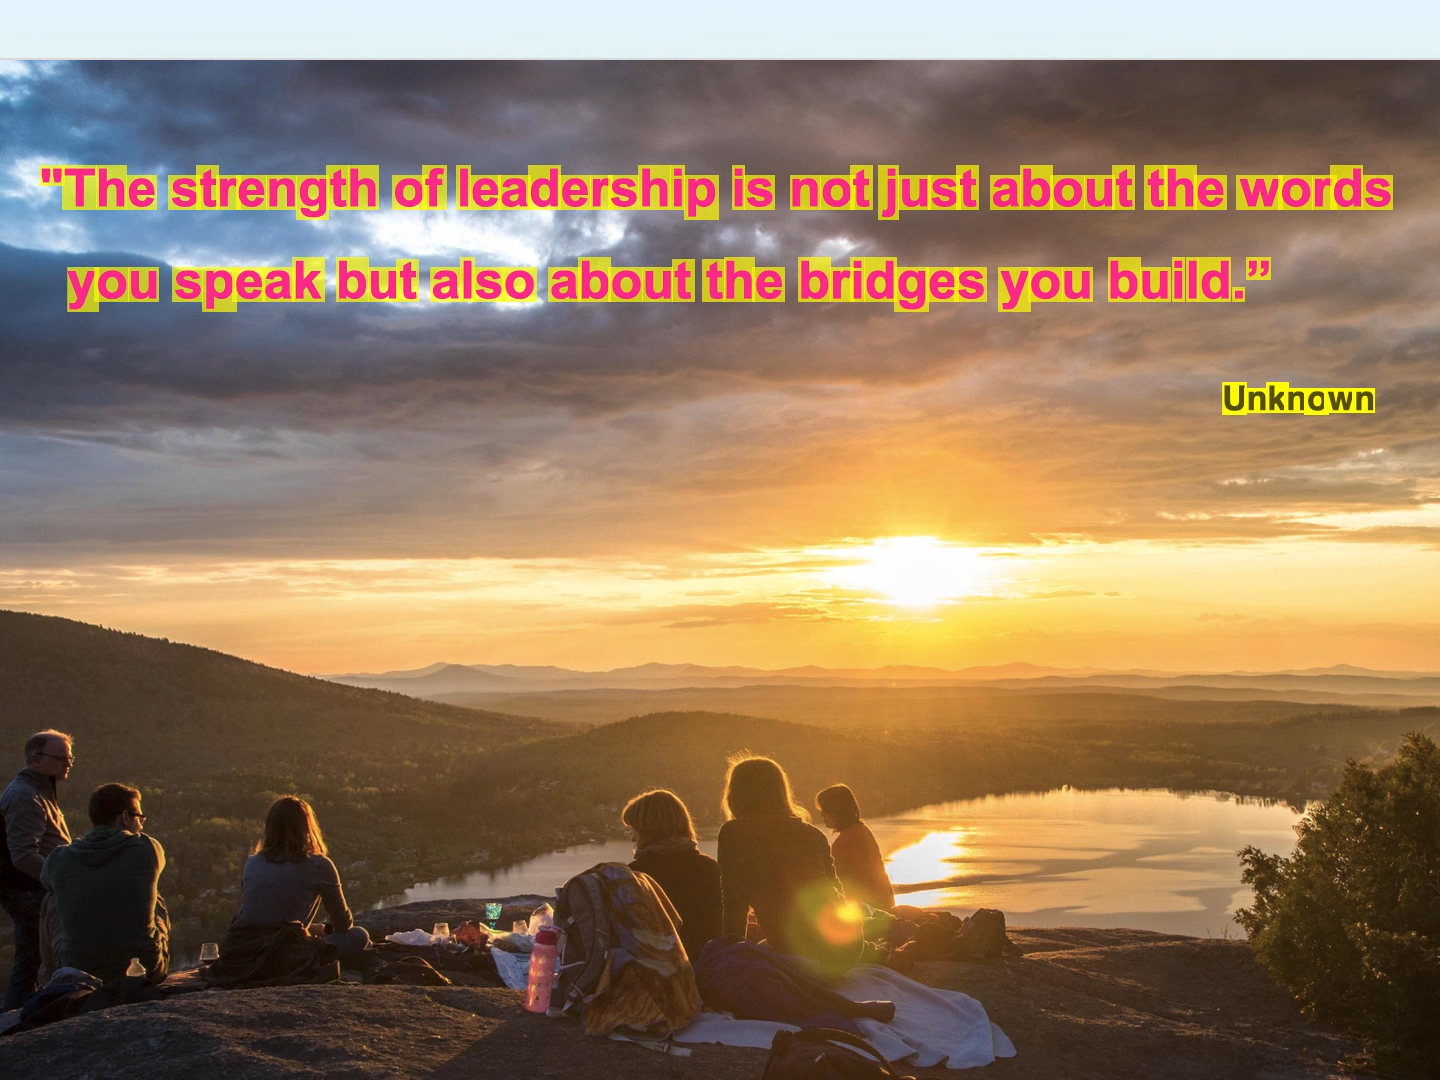 "The strength of leadership is not just about the words
you speak but also about the bridges you build.”
Unknown